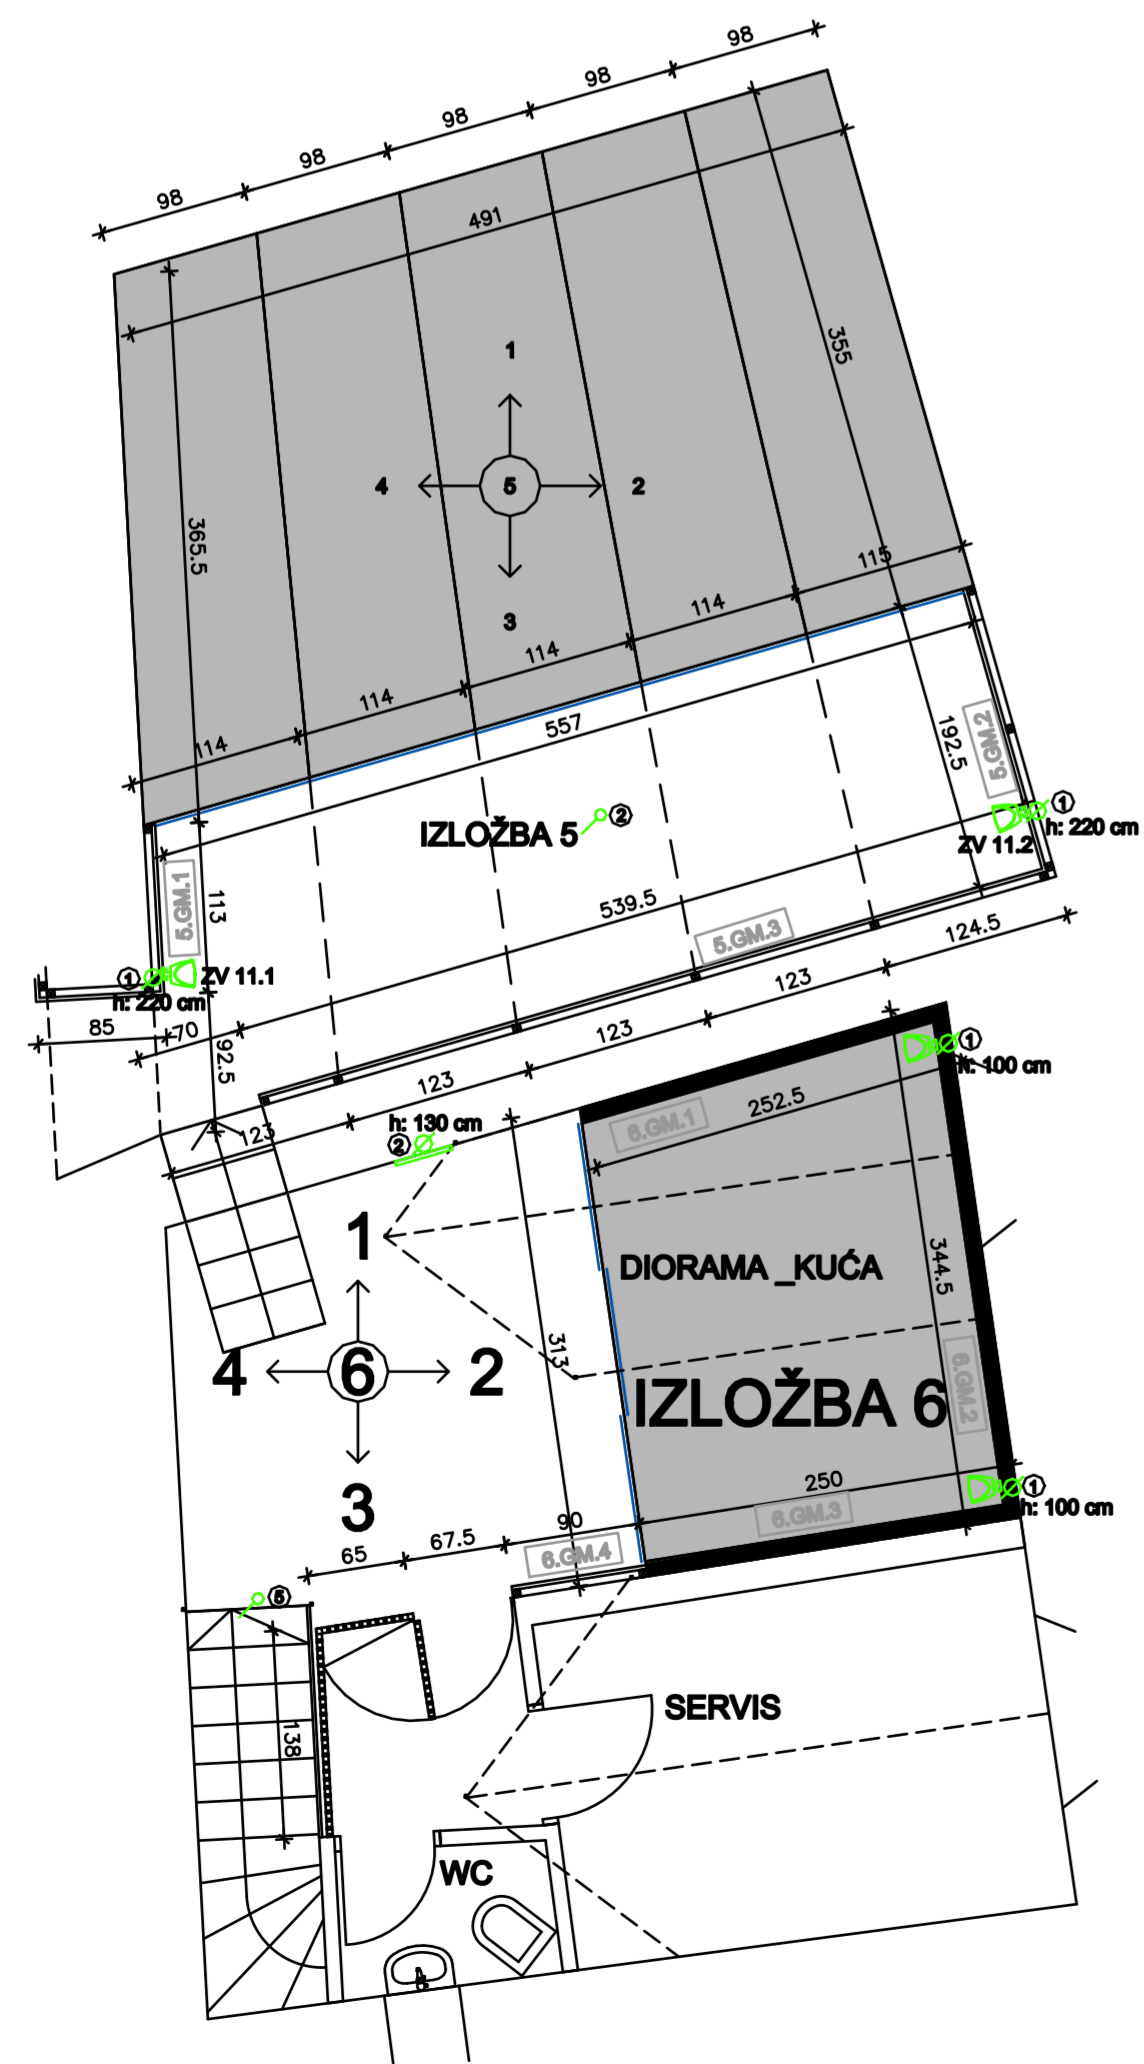 98
98
98
98
98
491
355
1
4
5
2
3
365.5
115
114
114
114
114
557
192.5
5.GM.2
IZLOŽBA 5
②
①
h: 220 cm
ZV 11.2
5.GM.1
113
539.5
5.GM.3
124.5
①
ZV 11.1
h: 220 cm
85
70
92.5
123
123
123
123
①
h: 100 cm
h: 130 cm
②
252.5
6.GM.1
1
DIORAMA _KUĆA
344.5
313
4
6
2
IZLOŽBA 6
6.GM.2
3
250
①
h: 100 cm
6.GM.3
90
67.5
65
6.GM.4
⑤
138
SERVIS
WC